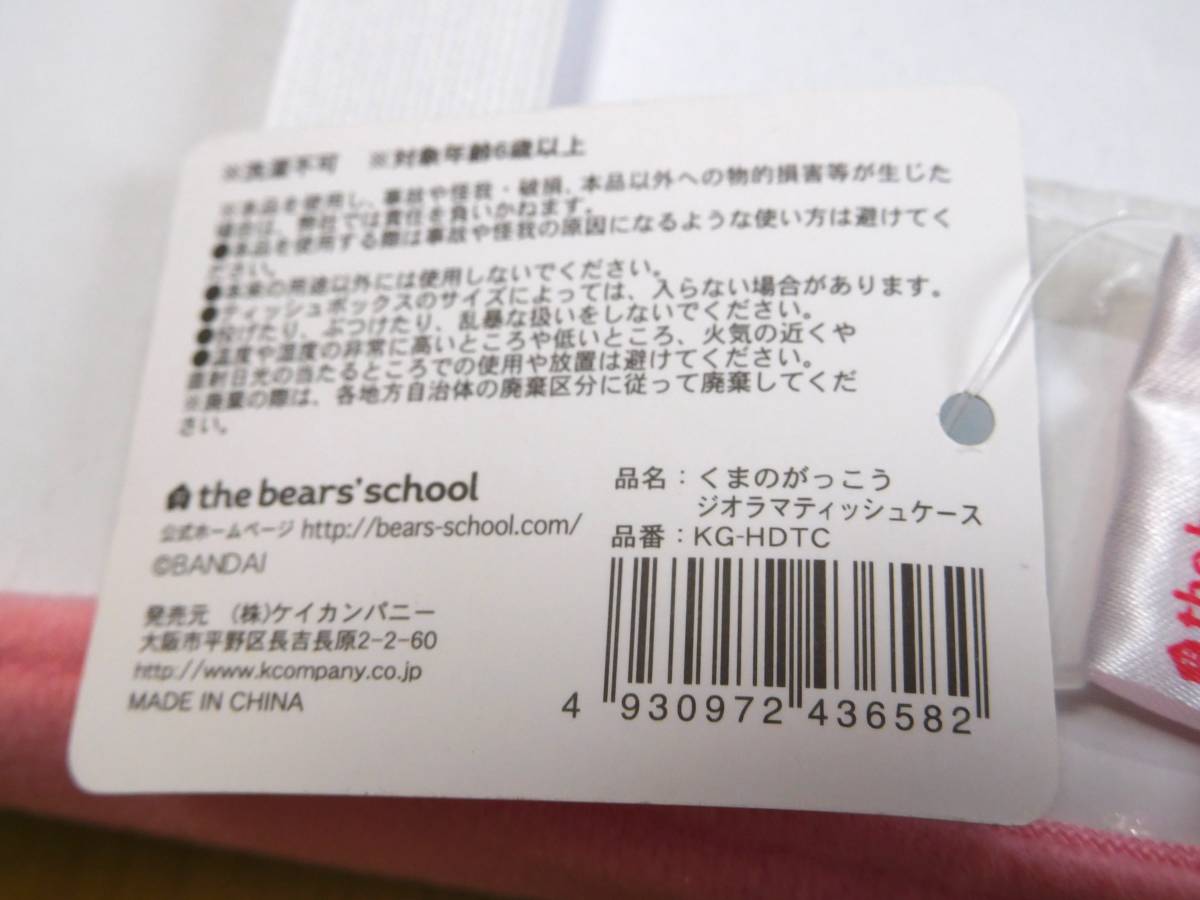 ※洗濯不可　※対象年齢6歳以上
※本品を使用し、事故や怪我・破損、本品以外への物的損害等が生じた
場合は、弊社では責任を負いかねます。
●本品を使用する際は事故や怪我の原因になるような使い方は避けてく
ださい。
●本来の用途以外には使用しないでください。
●ティッシュボックスのサイズによっては、入らない場合があります。
●投げたり、ぶつけたり、乱暴な扱いをしないでください。
●温度や湿度の非常に高いところや低いところ、火気の近くや
直射日光の当たるところでの使用や放置は避けてください。
※廃棄の際は、各地方自治体の廃棄区分に従って廃棄してくだ
さい。
the bears' school
公式ホームページ http://bears-school.com/
©BANDAI
発売元　(株)ケイカンパニー
大阪市平野区長吉長原2-2-60
http://www.kcompany.co.jp
MADE IN CHINA
品名：くまのがっこう
ジオラマティッシュケース
品番：KG-HDTC
4 930972 436582
the